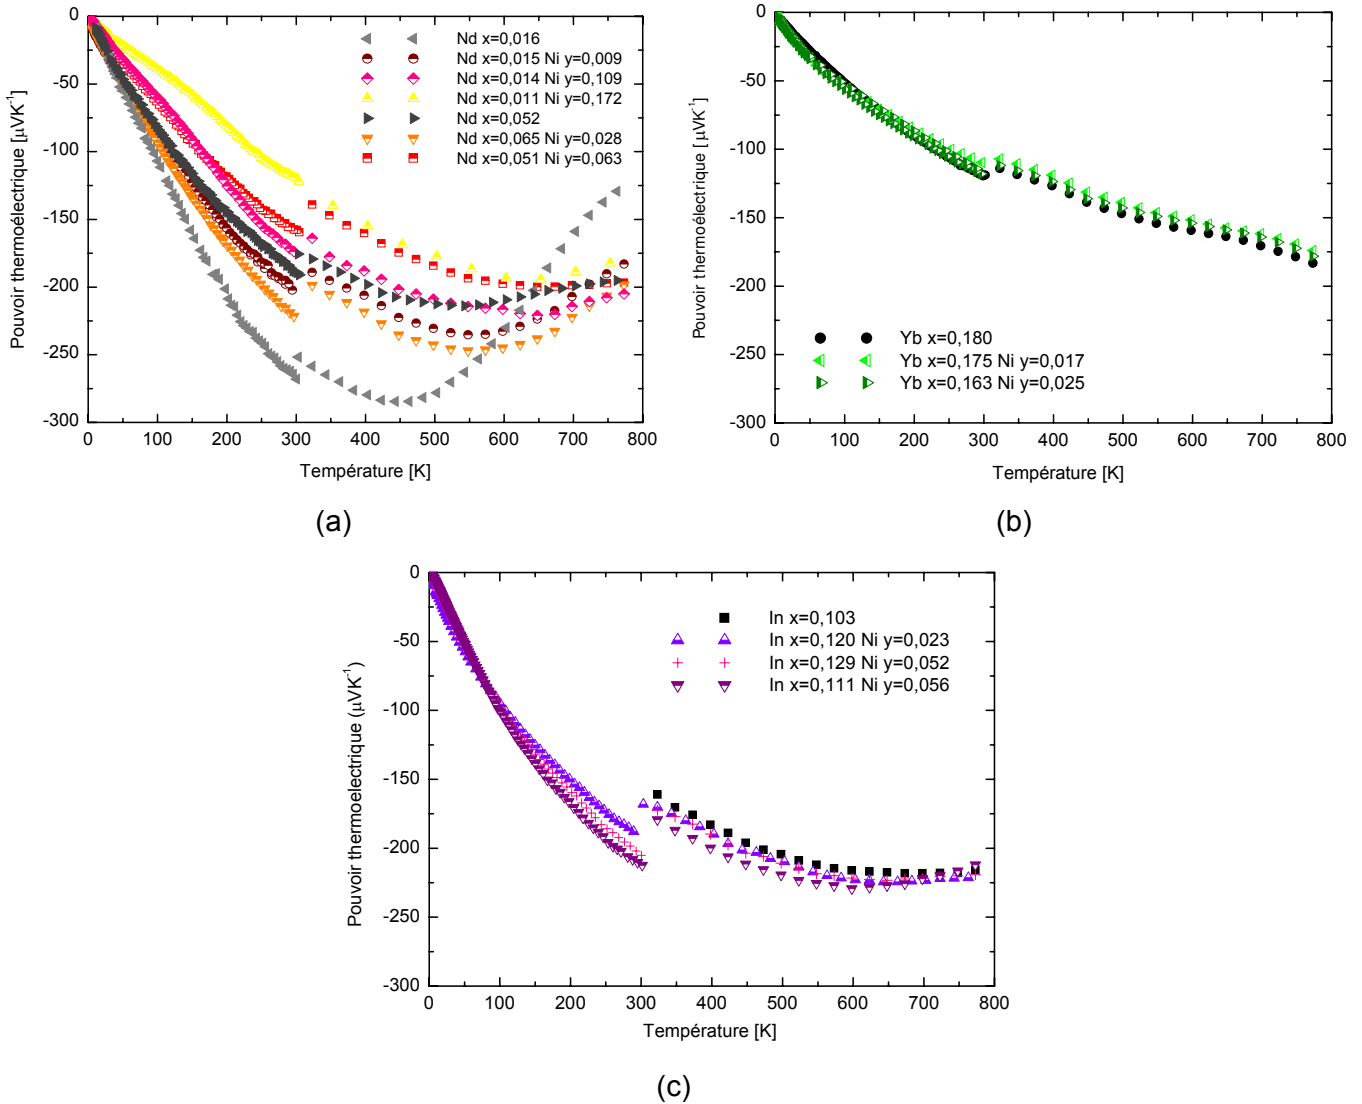 0
-50
-100
-150
-200
-250
-300
Pouvoir thermoélectrique [µVK⁻¹]
Nd x=0,016
Nd x=0,015 Ni y=0,009
Nd x=0,014 Ni y=0,109
Nd x=0,011 Ni y=0,172
Nd x=0,052
Nd x=0,065 Ni y=0,028
Nd x=0,051 Ni y=0,063
0 100 200 300 400 500 600 700 800
Température [K]
(a)
0
-50
-100
-150
-200
-250
-300
Pouvoir thermoélectrique [µVK⁻¹]
Yb x=0,180
Yb x=0,175 Ni y=0,017
Yb x=0,163 Ni y=0,025
0 100 200 300 400 500 600 700 800
Température [K]
(b)
0
-50
-100
-150
-200
-250
-300
Pouvoir thermoelectrique (µVK⁻¹)
In x=0,103
In x=0,120 Ni y=0,023
In x=0,129 Ni y=0,052
In x=0,111 Ni y=0,056
0 100 200 300 400 500 600 700 800
Température [K]
(c)